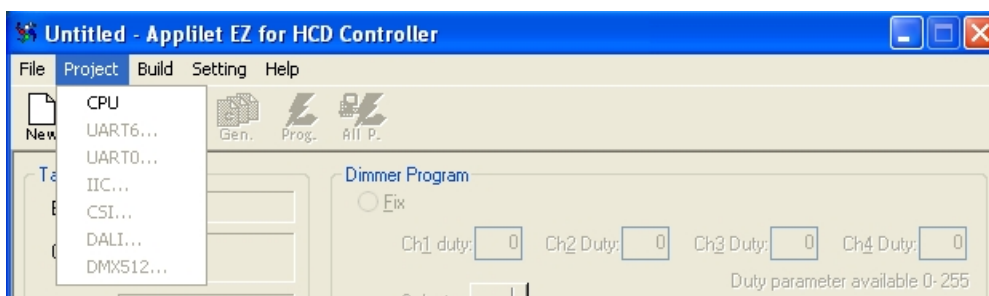 Untitled - Applilet EZ for HCD Controller
File Project Build Setting Help
New Gen. Prog. All P.
CPU
UART6...
UART0...
IIC...
CSI...
DALI...
DMX512...
Dimmer Program
Fix
Ch1 duty: 0 Ch2 Duty: 0 Ch3 Duty: 0 Ch4 Duty: 0
Duty parameter available 0-255